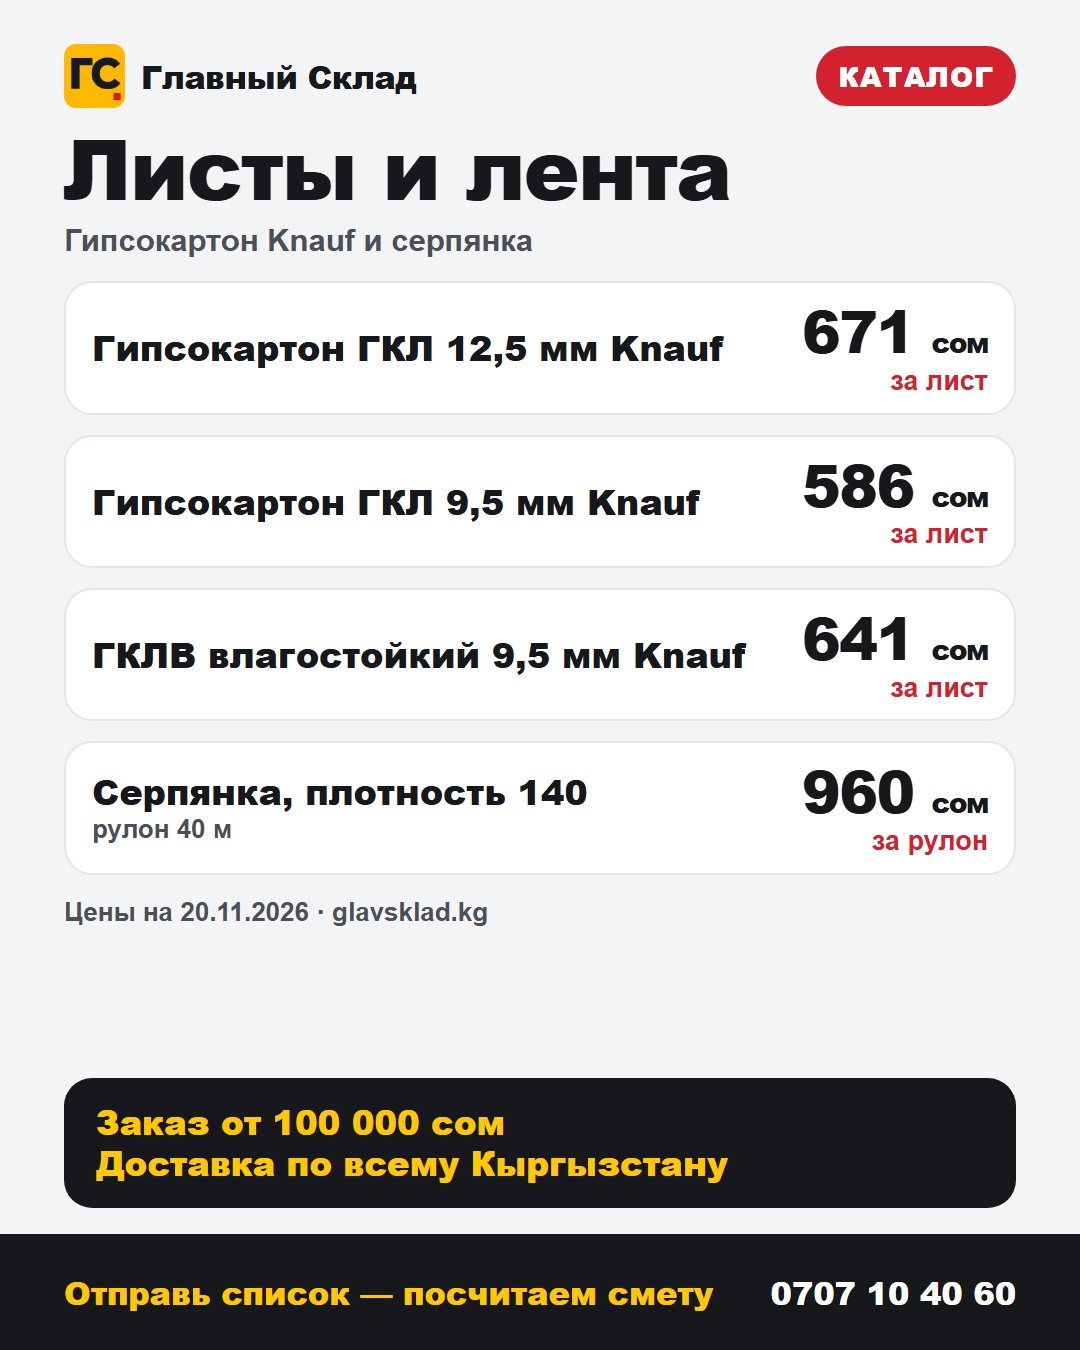 ГС Главный Склад
КАТАЛОГ
Листы и лента
Гипсокартон Knauf и серпянка
Гипсокартон ГКЛ 12,5 мм Knauf
671 сом
за лист
Гипсокартон ГКЛ 9,5 мм Knauf
586 сом
за лист
ГКЛВ влагостойкий 9,5 мм Knauf
641 сом
за лист
Серпянка, плотность 140
рулон 40 м
960 сом
за рулон
Цены на 20.11.2026 · glavsklad.kg
Заказ от 100 000 сом
Доставка по всему Кыргызстану
Отправь список — посчитаем смету
0707 10 40 60